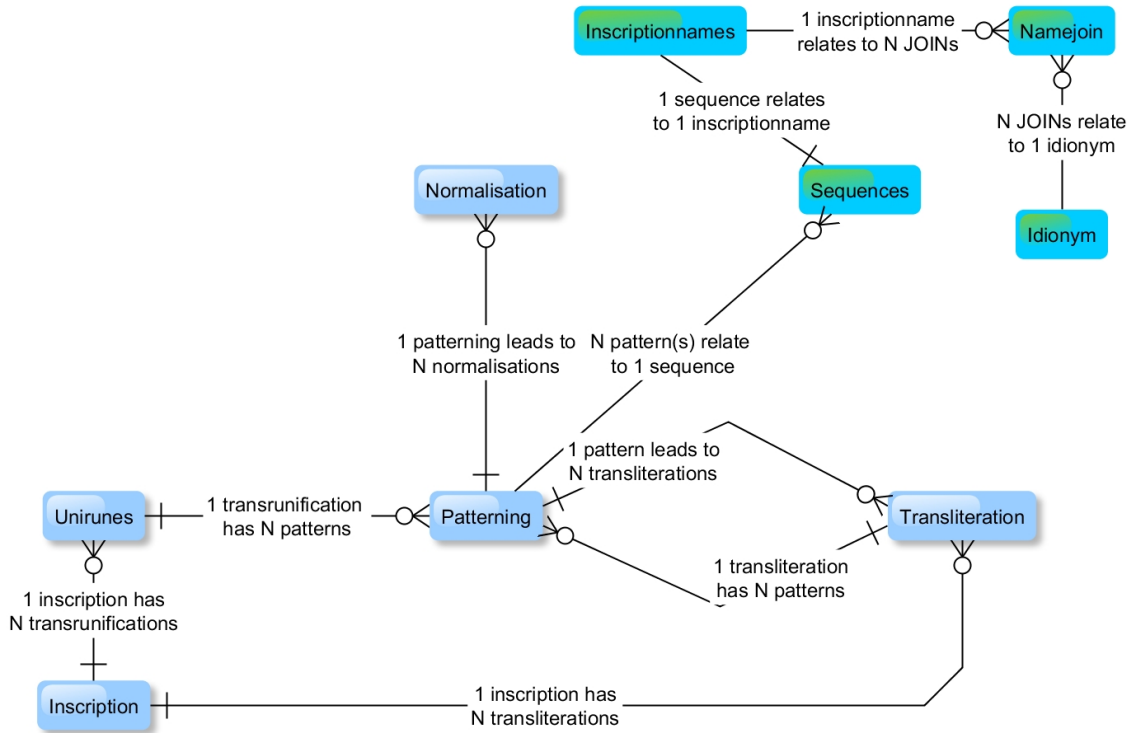 Inscriptionnames
1 inscriptionname
relates to N JOINs
Namejoin
1 sequence relates
to 1 inscriptionname
N JOINs relate
to 1 idionym
Normalisation
Sequences
Idionym
1 patterning leads to
N normalisations
N pattern(s) relate
to 1 sequence
1 pattern leads to
N transliterations
Unirunes
1 transrunification
has N patterns
Patterning
Transliteration
1 transliteration
has N patterns
1 inscription has
N transrunifications
Inscription
1 inscription has
N transliterations